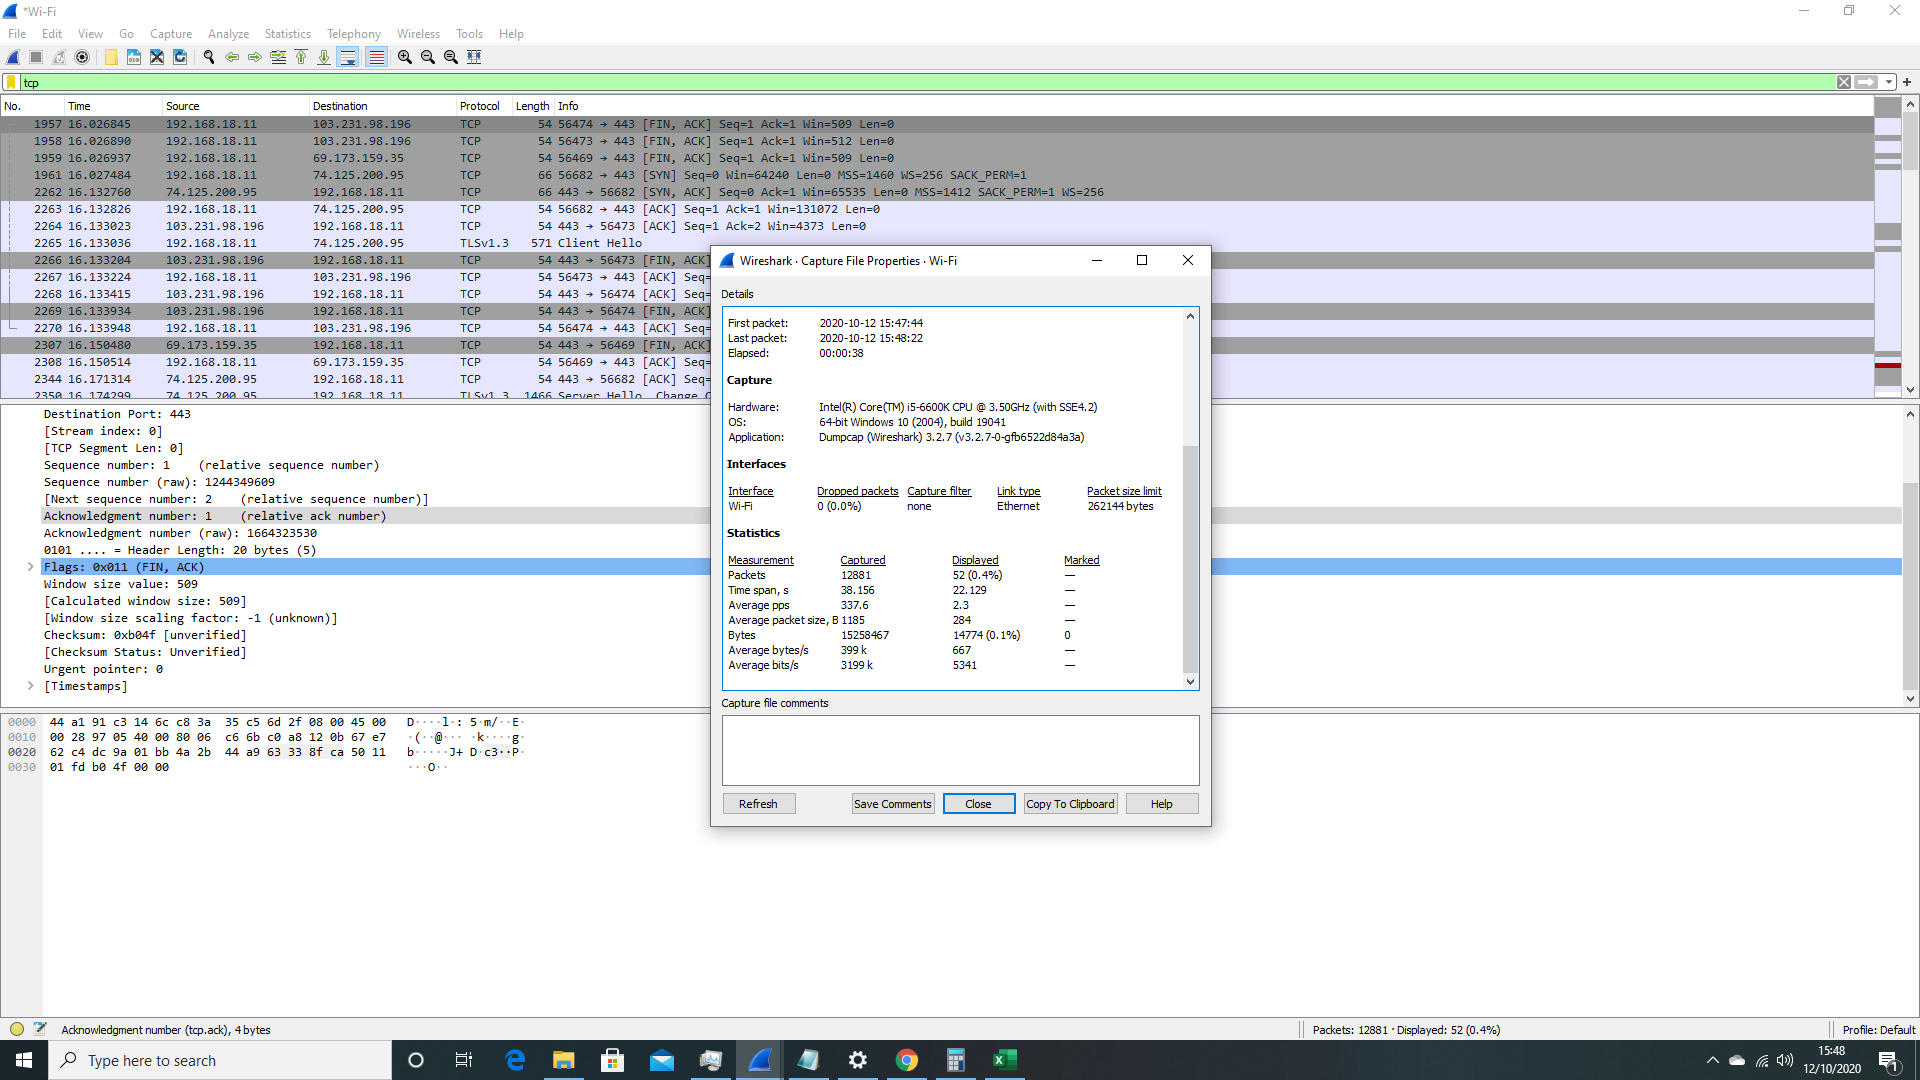 *Wi-Fi
File Edit View Go Capture Analyze Statistics Telephony Wireless Tools Help
tcp
No. Time Source Destination Protocol Length Info
1957 16.026845 192.168.18.11 103.231.98.196 TCP 54 56474 → 443 [FIN, ACK] Seq=1 Ack=1 Win=509 Len=0
1958 16.026890 192.168.18.11 103.231.98.196 TCP 54 56473 → 443 [FIN, ACK] Seq=1 Ack=1 Win=512 Len=0
1959 16.026937 192.168.18.11 69.173.159.35 TCP 54 56469 → 443 [FIN, ACK] Seq=1 Ack=1 Win=509 Len=0
1961 16.027484 192.168.18.11 74.125.200.95 TCP 66 56682 → 443 [SYN] Seq=0 Win=64240 Len=0 MSS=1460 WS=256 SACK_PERM=1
2262 16.132760 74.125.200.95 192.168.18.11 TCP 66 443 → 56682 [SYN, ACK] Seq=0 Ack=1 Win=65535 Len=0 MSS=1412 SACK_PERM=1 WS=256
2263 16.132826 192.168.18.11 74.125.200.95 TCP 54 56682 → 443 [ACK] Seq=1 Ack=1 Win=131072 Len=0
2264 16.133023 103.231.98.196 192.168.18.11 TCP 54 443 → 56473 [ACK] Seq=1 Ack=2 Win=4373 Len=0
2265 16.133036 192.168.18.11 74.125.200.95 TLSv1.3 571 Client Hello
2266 16.133204 103.231.98.196 192.168.18.11 TCP 54 443 → 56473 [FIN, ACK]
2267 16.133224 192.168.18.11 103.231.98.196 TCP 54 56473 → 443 [ACK] Se
2268 16.133415 103.231.98.196 192.168.18.11 TCP 54 443 → 56474 [ACK] Se
2269 16.133934 103.231.98.196 192.168.18.11 TCP 54 443 → 56474 [FIN, ACK]
2270 16.133948 192.168.18.11 103.231.98.196 TCP 54 56474 → 443 [ACK] Se
2307 16.150480 69.173.159.35 192.168.18.11 TCP 54 443 → 56469 [FIN, ACK]
2308 16.150514 192.168.18.11 69.173.159.35 TCP 54 56469 → 443 [ACK] Se
2344 16.171314 74.125.200.95 192.168.18.11 TCP 54 443 → 56682 [ACK] Se
2350 16.174299 74.125.200.95 192.168.18.11 TLSv1.3 1466 Server Hello, Change C
Destination Port: 443
[Stream index: 0]
[TCP Segment Len: 0]
Sequence number: 1 (relative sequence number)
Sequence number (raw): 1244349609
[Next sequence number: 2 (relative sequence number)]
Acknowledgment number: 1 (relative ack number)
Acknowledgment number (raw): 1664323530
0101 .... = Header Length: 20 bytes (5)
Flags: 0x011 (FIN, ACK)
Window size value: 509
[Calculated window size: 509]
[Window size scaling factor: -1 (unknown)]
Checksum: 0xb04f [unverified]
[Checksum Status: Unverified]
Urgent pointer: 0
[Timestamps]
0000 44 a1 91 c3 14 6c c8 3a 35 c5 6d 2f 08 00 45 00 D····l·: 5·m/··E·
0010 00 28 97 05 40 00 80 06 c6 6b c0 a8 12 0b 67 e7 ·(··@··· ·k····g·
0020 62 c4 dc 9a 01 bb 4a 2b 44 a9 63 33 8f ca 50 11 b·····J+ D·c3··P·
0030 01 fd b0 4f 00 00 ···O··
Wireshark · Capture File Properties · Wi-Fi
Details
First packet: 2020-10-12 15:47:44
Last packet: 2020-10-12 15:48:22
Elapsed: 00:00:38
Capture
Hardware: Intel(R) Core(TM) i5-6600K CPU @ 3.50GHz (with SSE4.2)
OS: 64-bit Windows 10 (2004), build 19041
Application: Dumpcap (Wireshark) 3.2.7 (v3.2.7-0-gfb6522d84a3a)
Interfaces
Interface Dropped packets Capture filter Link type Packet size limit
Wi-Fi 0 (0.0%) none Ethernet 262144 bytes
Statistics
Measurement Captured Displayed Marked
Packets 12881 52 (0.4%) —
Time span, s 38.156 22.129 —
Average pps 337.6 2.3 —
Average packet size, B 1185 284 —
Bytes 15258467 14774 (0.1%) 0
Average bytes/s 399 k 667 —
Average bits/s 3199 k 5341 —
Capture file comments
Refresh Save Comments Close Copy To Clipboard Help
Acknowledgment number (tcp.ack), 4 bytes
Packets: 12881 · Displayed: 52 (0.4%)
Profile: Default
Type here to search
15:48
12/10/2020
1